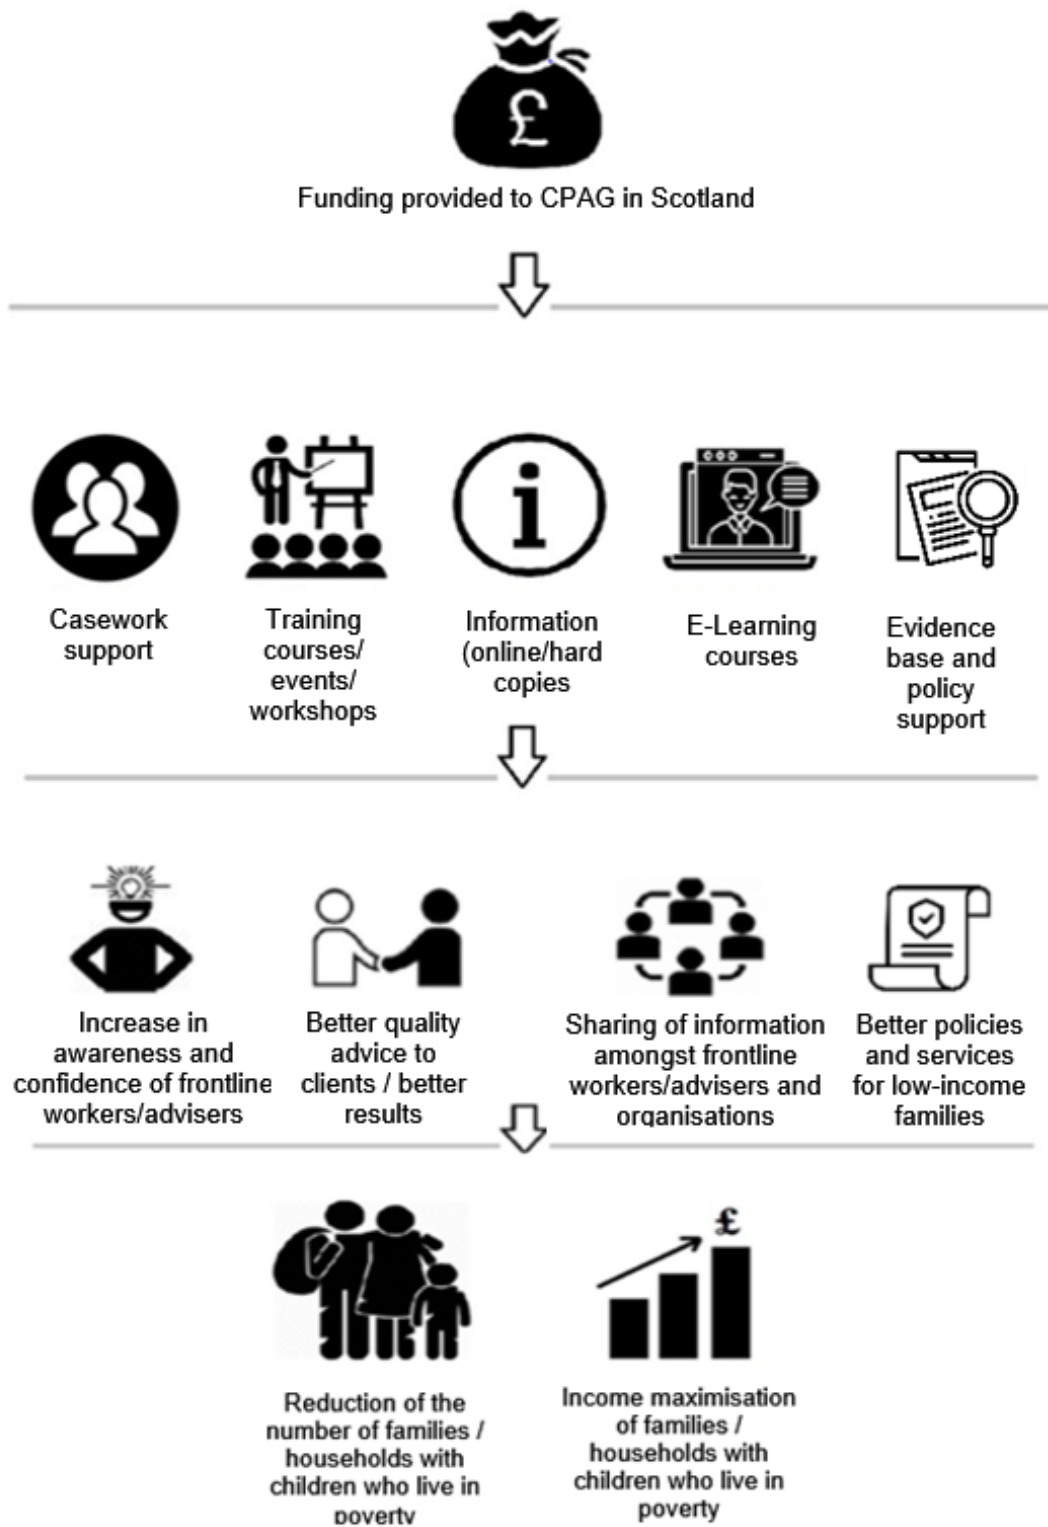 £
Funding provided to CPAG in Scotland
i
Casework
support
Training
courses/
events/
workshops
Information
(online/hard
copies
E-Learning
courses
Evidence
base and
policy
support
Increase in
awareness and
confidence of frontline
workers/advisers
Better quality
advice to
clients / better
results
Sharing of information
amongst frontline
workers/advisers and
organisations
Better policies
and services
for low-income
families
£
Reduction of the
number of families /
households with
children who live in
poverty
Income maximisation
of families /
households with
children who live in
poverty